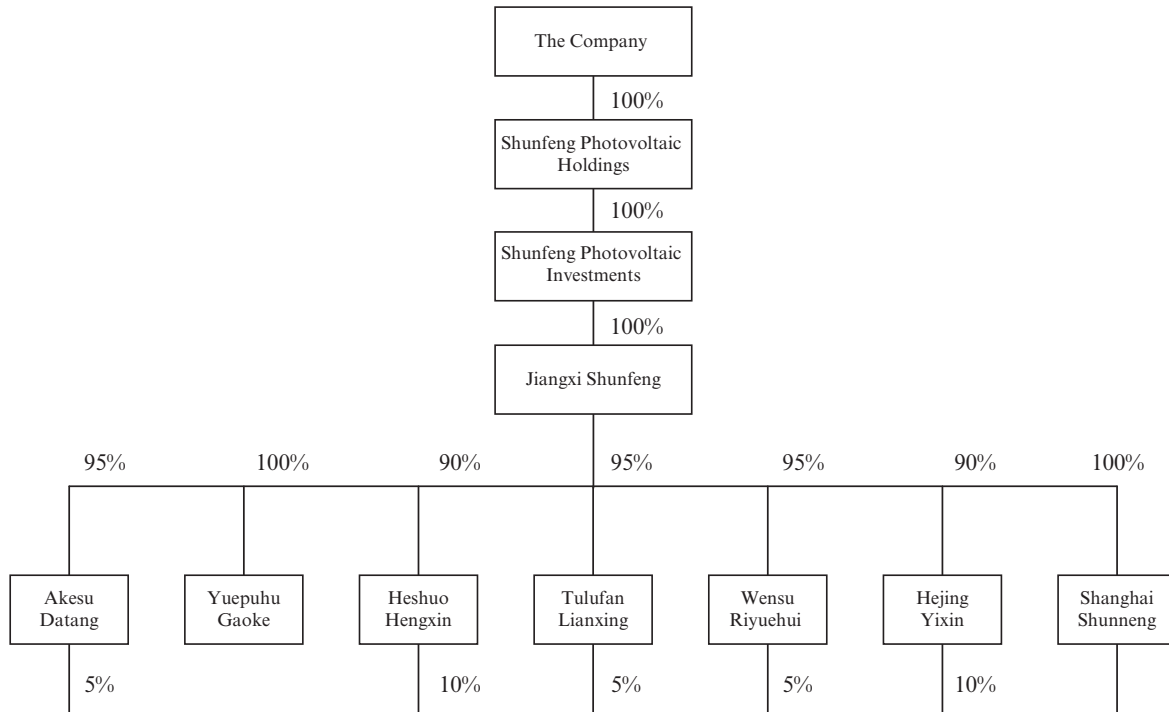 The Company
100%
Shunfeng Photovoltaic
Holdings
100%
Shunfeng Photovoltaic
Investments
100%
Jiangxi Shunfeng
95% 100% 90% 95% 95% 90% 100%
Akesu Yuepuhu Heshuo Tulufan Wensu Hejing Shanghai
Datang Gaoke Hengxin Lianxing Riyuehui Yixin Shunneng
5% 10% 5% 5% 10%